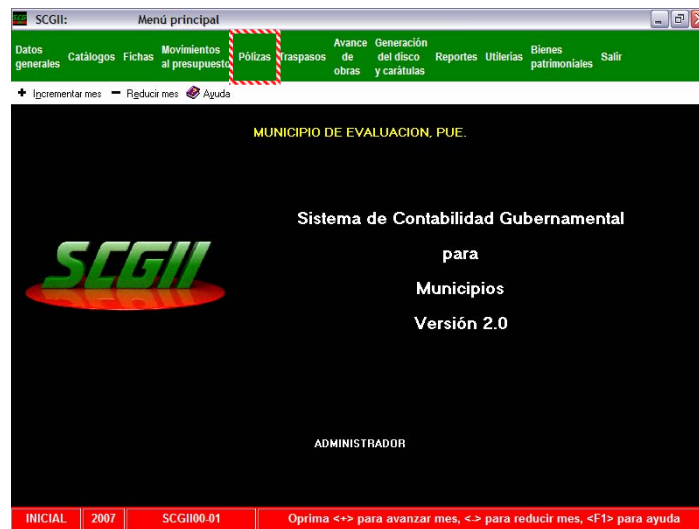 SCG SCGII: Menú principal
Datos generales Catálogos Fichas Movimientos al presupuesto Pólizas Traspasos Avance de obras Generación del disco y carátulas Reportes Utilerias Bienes patrimoniales Salir
Incrementar mes Reducir mes Ayuda
MUNICIPIO DE EVALUACION, PUE.
Sistema de Contabilidad Gubernamental
para
Municipios
Versión 2.0
SCGII
ADMINISTRADOR
INICIAL 2007 SCGII00-01 Oprima <+> para avanzar mes, <-> para reducir mes, <F1> para ayuda